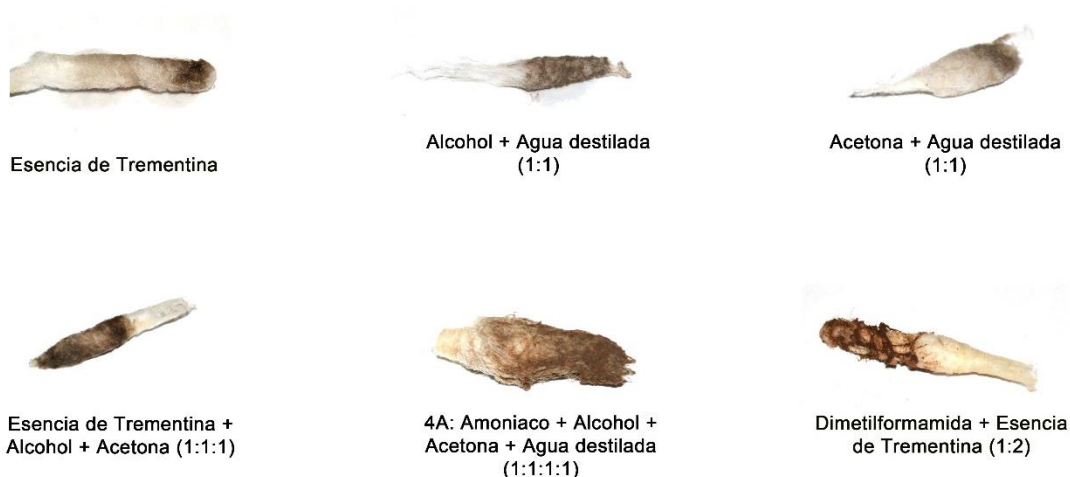 Esencia de Trementina
Alcohol + Agua destilada
(1:1)
Acetona + Agua destilada
(1:1)
Esencia de Trementina +
Alcohol + Acetona (1:1:1)
4A: Amoniaco + Alcohol +
Acetona + Agua destilada
(1:1:1:1)
Dimetilformamida + Esencia
de Trementina (1:2)